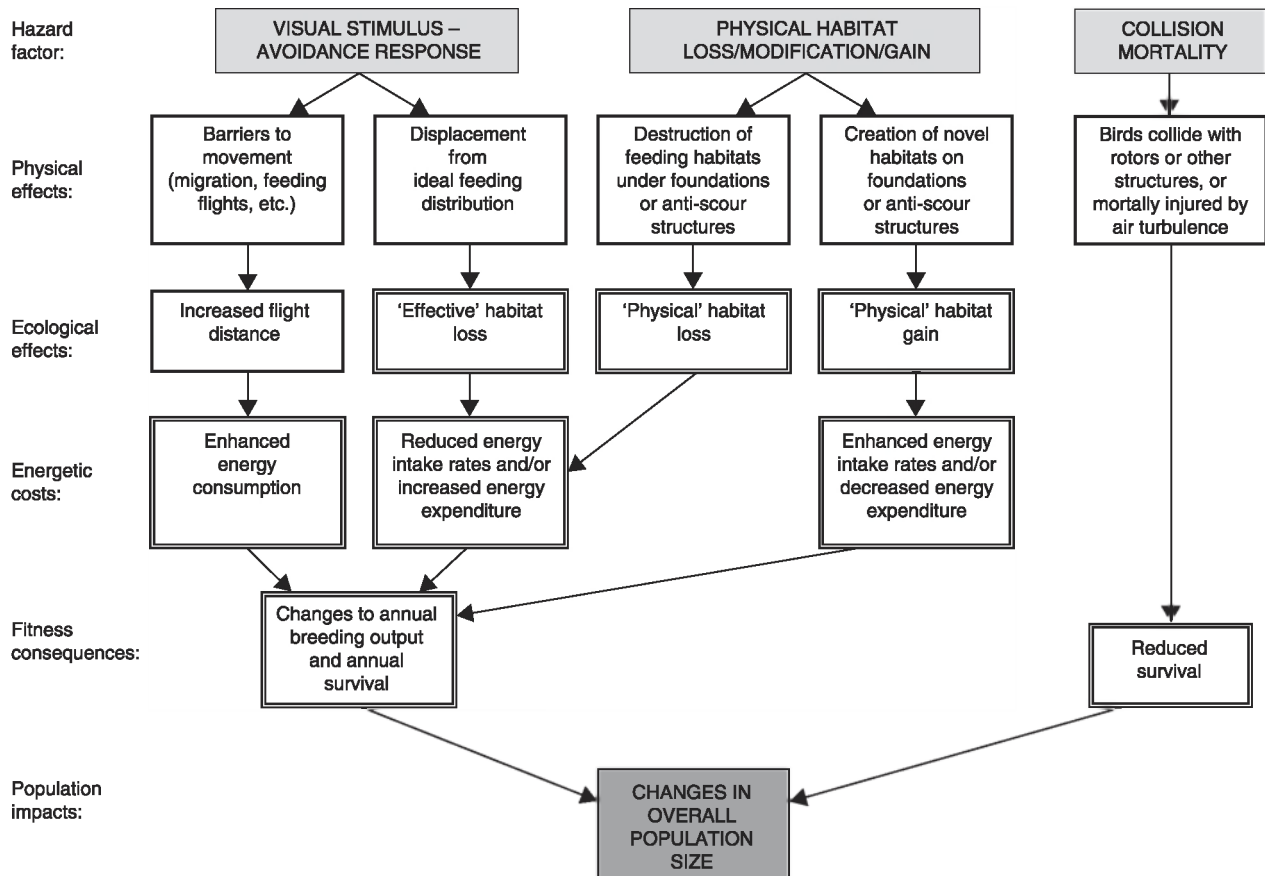 Hazard
factor:
VISUAL STIMULUS –
AVOIDANCE RESPONSE
PHYSICAL HABITAT
LOSS/MODIFICATION/GAIN
COLLISION
MORTALITY
Physical
effects:
Barriers to
movement
(migration, feeding
flights, etc.)
Displacement
from
ideal feeding
distribution
Destruction of
feeding habitats
under foundations
or anti-scour
structures
Creation of novel
habitats on
foundations
or anti-scour
structures
Birds collide with
rotors or other
structures, or
mortally injured by
air turbulence
Ecological
effects:
Increased flight
distance
‘Effective’ habitat
loss
‘Physical’ habitat
loss
‘Physical’ habitat
gain
Energetic
costs:
Enhanced
energy
consumption
Reduced energy
intake rates and/or
increased energy
expenditure
Enhanced energy
intake rates and/or
decreased energy
expenditure
Fitness
consequences:
Changes to annual
breeding output
and annual
survival
Reduced
survival
Population
impacts:
CHANGES IN
OVERALL
POPULATION
SIZE